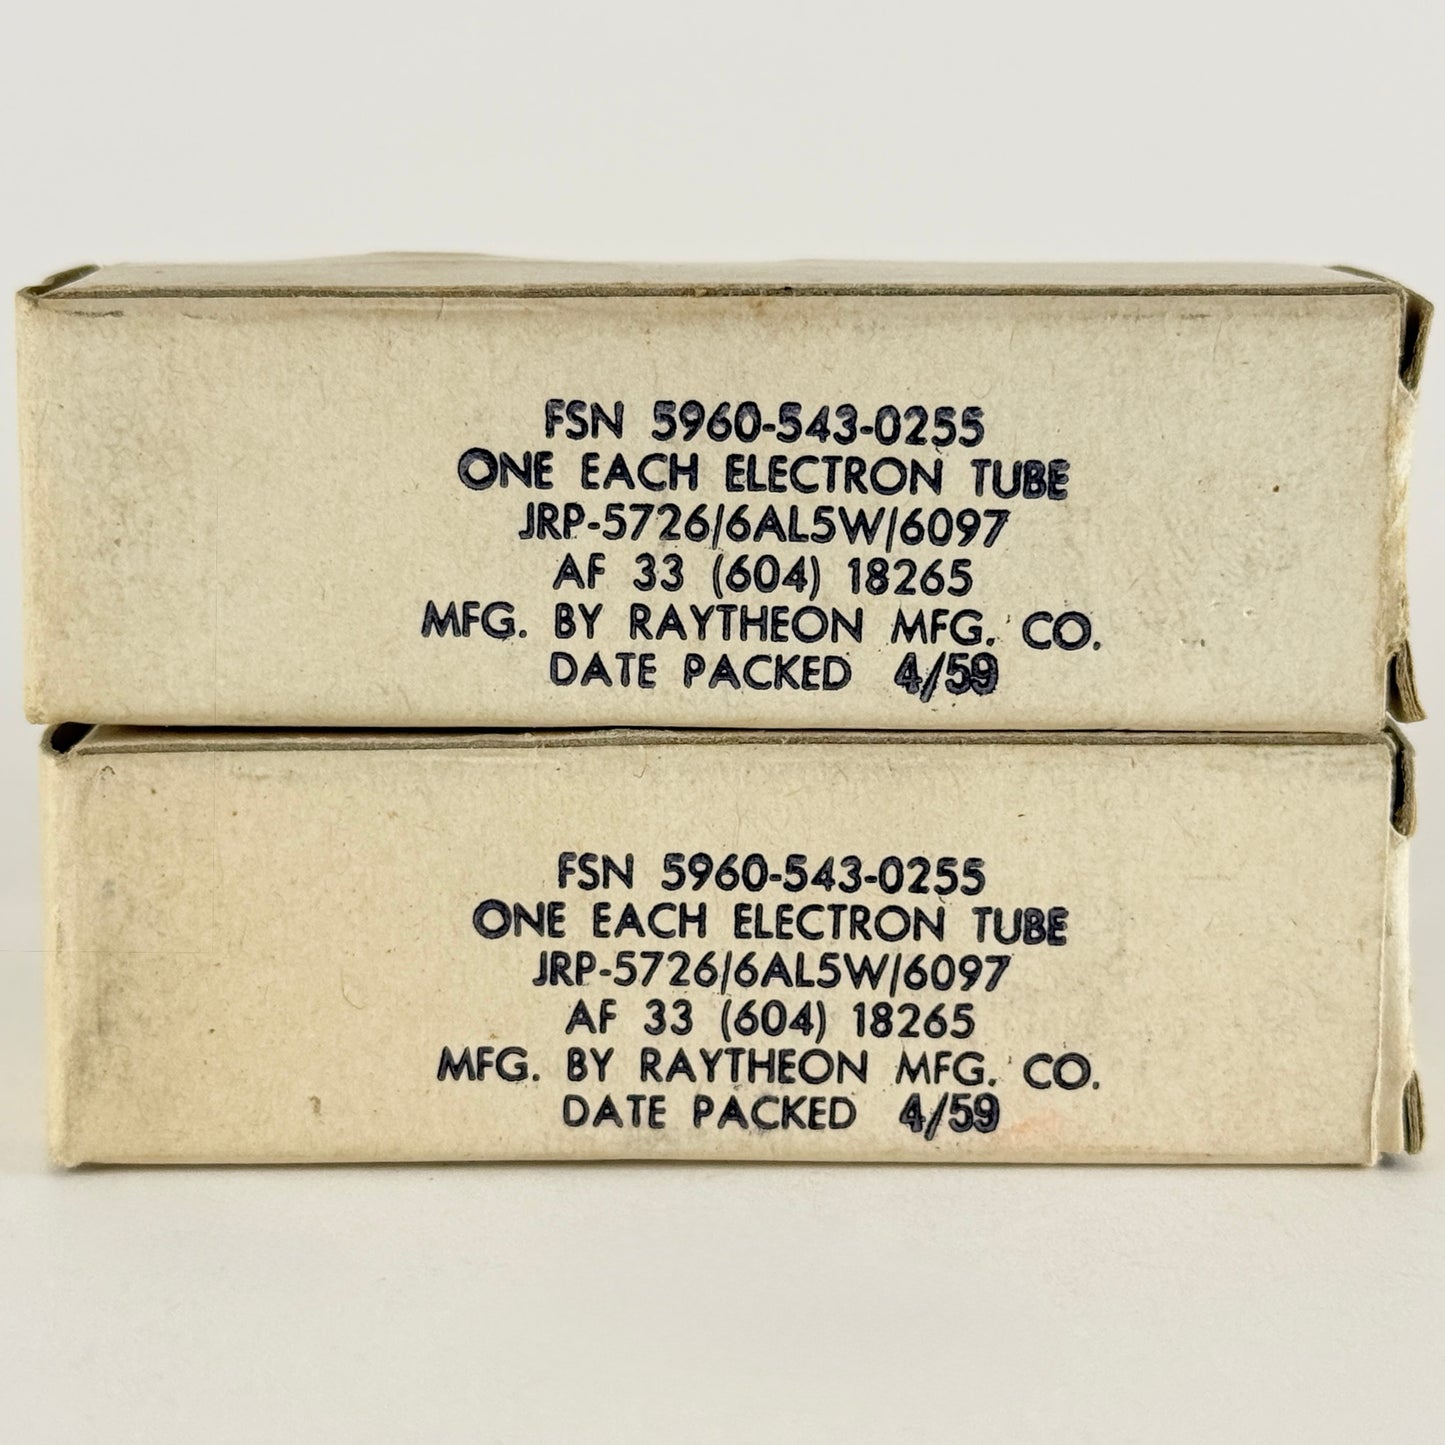 FSN 5960-543-0255
ONE EACH ELECTRON TUBE
JRP-5726/6AL5W/6097
AF 33 (604) 18265
MFG. BY RAYTHEON MFG. CO.
DATE PACKED 4/59
FSN 5960-543-0255
ONE EACH ELECTRON TUBE
JRP-5726/6AL5W/6097
AF 33 (604) 18265
MFG. BY RAYTHEON MFG. CO.
DATE PACKED 4/59